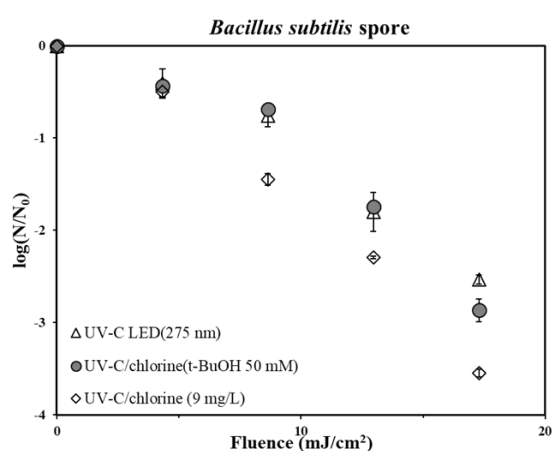 Bacillus subtilis spore
0
-1
-2
-3
-4
log(N/N₀)
UV-C LED(275 nm)
UV-C/chlorine(t-BuOH 50 mM)
UV-C/chlorine (9 mg/L)
0
10
20
Fluence (mJ/cm²)